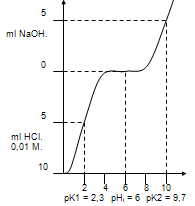 5
ml NaOH.
0
5
ml HCl.
0,01 M.
10
2 4 6 8 10
pK1 = 2,3 pHi = 6 pK2 = 9,7